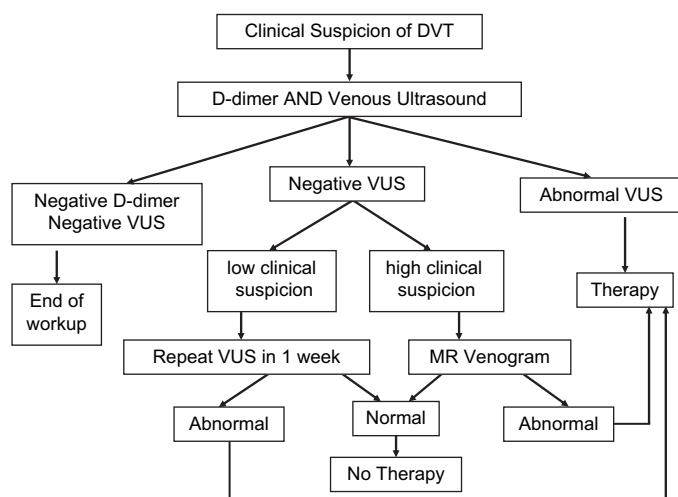 Clinical Suspicion of DVT
D-dimer AND Venous Ultrasound
Negative D-dimer
Negative VUS
Negative VUS
Abnormal VUS
End of
workup
low clinical
suspicion
high clinical
suspicion
Therapy
Repeat VUS in 1 week
MR Venogram
Abnormal
Normal
Abnormal
No Therapy